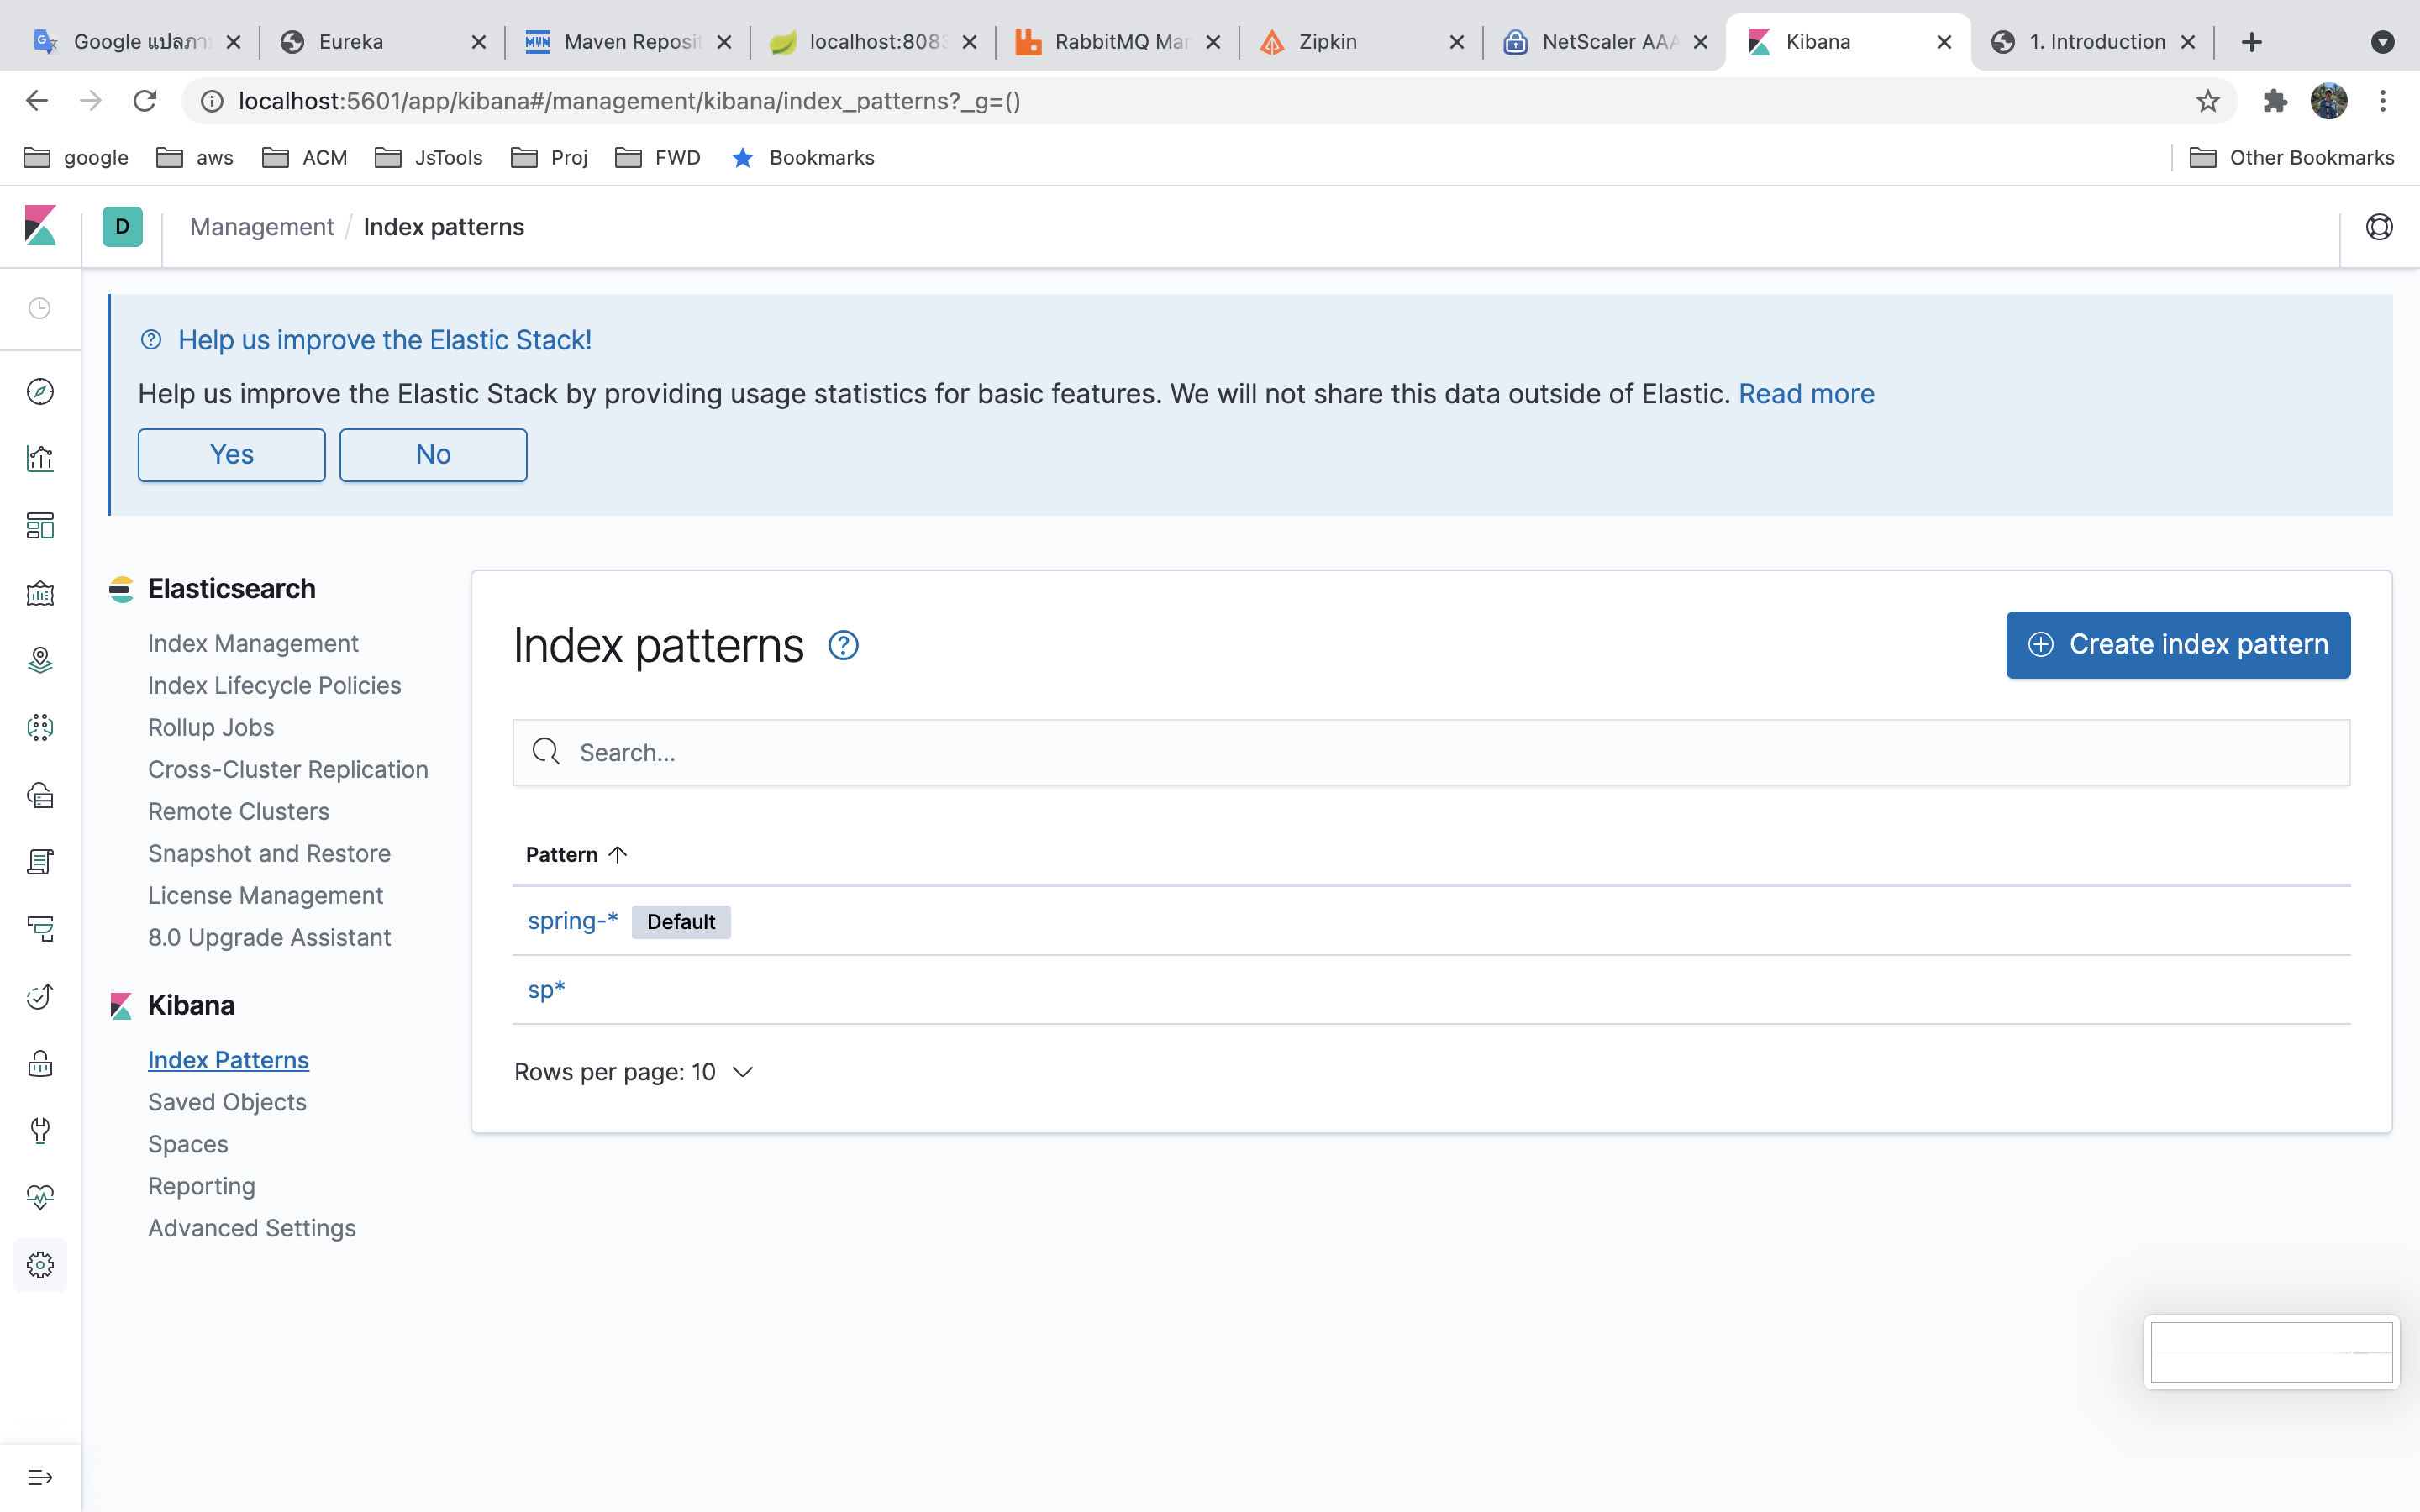 Google แปลภา
Eureka
Maven Reposit
localhost:8083
RabbitMQ Man
Zipkin
NetScaler AAA
Kibana
1. Introduction
localhost:5601/app/kibana#/management/kibana/index_patterns?_g=()
google
aws
ACM
JsTools
Proj
FWD
Bookmarks
Other Bookmarks
D
Management / Index patterns
Help us improve the Elastic Stack!
Help us improve the Elastic Stack by providing usage statistics for basic features. We will not share this data outside of Elastic. Read more
Yes
No
Elasticsearch
Index Management
Index Lifecycle Policies
Rollup Jobs
Cross-Cluster Replication
Remote Clusters
Snapshot and Restore
License Management
8.0 Upgrade Assistant
Kibana
Index Patterns
Saved Objects
Spaces
Reporting
Advanced Settings
Index patterns
Create index pattern
Search...
Pattern
spring-* Default
sp*
Rows per page: 10